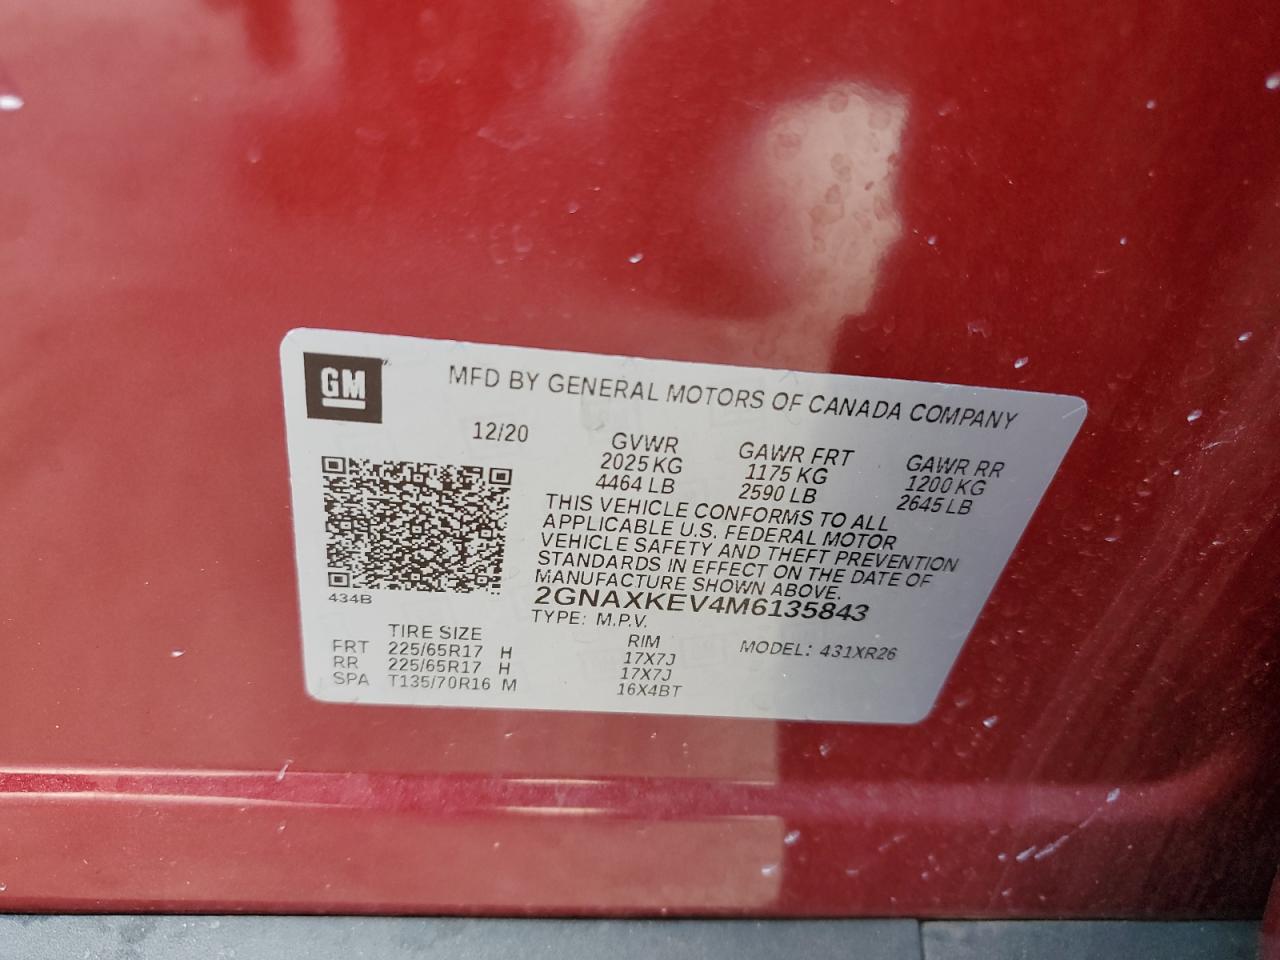 GM
MFD BY GENERAL MOTORS OF CANADA COMPANY
12/20
GVWR
2025 KG
4464 LB
GAWR FRT
1175 KG
2590 LB
GAWR RR
1200 KG
2645 LB
THIS VEHICLE CONFORMS TO ALL
APPLICABLE U.S. FEDERAL MOTOR
VEHICLE SAFETY AND THEFT PREVENTION
STANDARDS IN EFFECT ON THE DATE OF
MANUFACTURE SHOWN ABOVE.
2GNAXKEV4M6135843
TYPE: M.P.V.
434B
TIRE SIZE RIM MODEL: 431XR26
FRT 225/65R17 H 17X7J
RR 225/65R17 H 17X7J
SPA T135/70R16 M 16X4BT